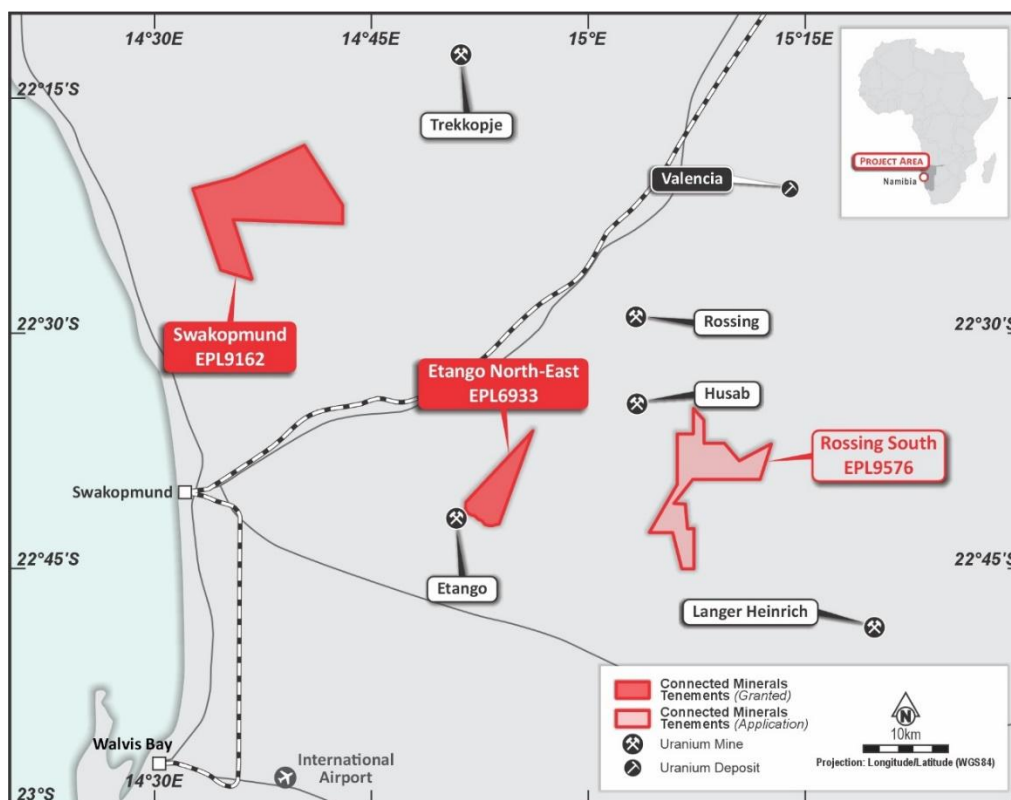 14°30E
14°45E
15°E
15°15E
22°15'S
Trekkopje
PROJECT AREA
Namibia
Valencia
22°30'S
22°30'S
Swakopmund
EPL9162
Rossing
Etango North-East
EPL6933
Husab
Rossing South
EPL9576
Swakopmund
22°45'S
22°45'S
Etango
Langer Heinrich
Walvis Bay
14°30E
International
Airport
23°S
Connected Minerals
Tenements (Granted)
Connected Minerals
Tenements (Application)
Uranium Mine
Uranium Deposit
N
10km
Projection: Longitude/Latitude (WGS84)